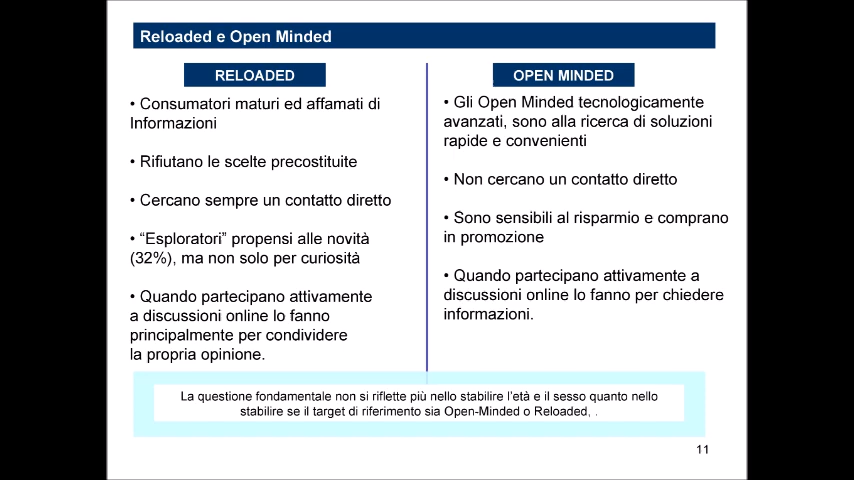 Reloaded e Open Minded
RELOADED
• Consumatori maturi ed affamati di
Informazioni
• Rifiutano le scelte precostituite
• Cercano sempre un contatto diretto
• “Esploratori” propensi alle novità
(32%), ma non solo per curiosità
• Quando partecipano attivamente
a discussioni online lo fanno
principalmente per condividere
la propria opinione.
OPEN MINDED
• Gli Open Minded tecnologicamente
avanzati, sono alla ricerca di soluzioni
rapide e convenienti
• Non cercano un contatto diretto
• Sono sensibili al risparmio e comprano
in promozione
• Quando partecipano attivamente a
discussioni online lo fanno per chiedere
informazioni.
La questione fondamentale non si riflette più nello stabilire l’età e il sesso quanto nello
stabilire se il target di riferimento sia Open-Minded o Reloaded, .
11